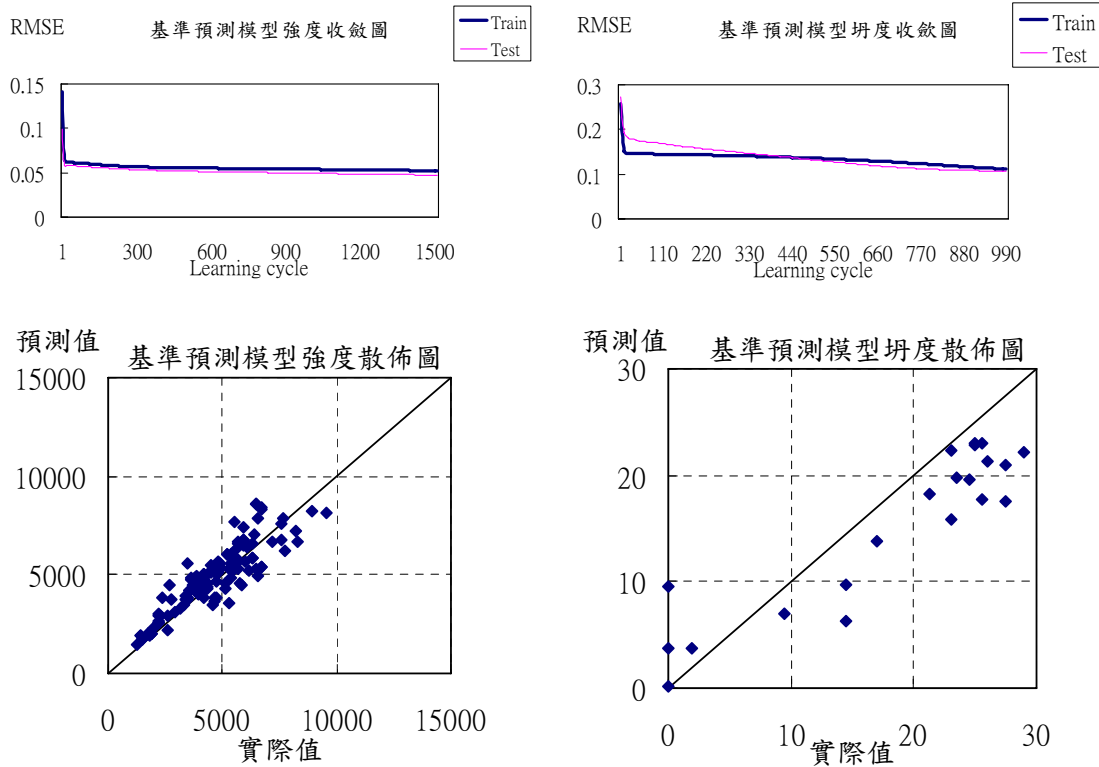 RMSE
基準預測模型強度收斂圖
Train
Test
0.15
0.1
0.05
0
1 300 600 900 1200 1500
Learning cycle
RMSE
基準預測模型坍度收歛圖
Train
Test
0.3
0.2
0.1
0
1 110 220 330 440 550 660 770 880 990
Learning cycle
預測值
基準預測模型強度散佈圖
15000
10000
5000
0
0 5000 10000 15000
實際值
預測值
基準預測模型坍度散佈圖
30
20
10
0
0 10 20 30
實際值